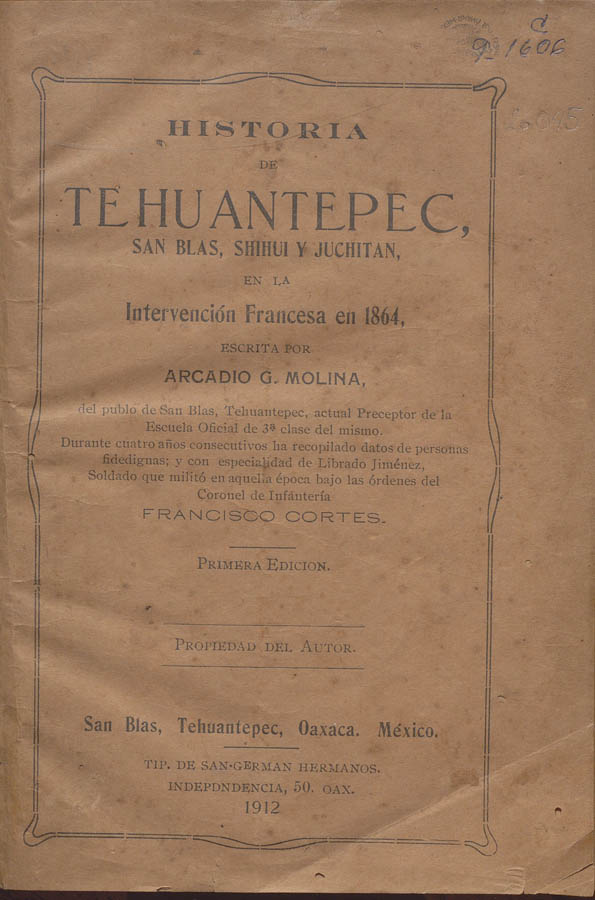 C
9-1606
HISTORIA
DE
TEHUANTEPEC,
SAN BLAS, SHIHUI Y JUCHITAN,
EN LA
Intervención Francesa en 1864,
ESCRITA POR
ARCADIO G. MOLINA,
del publo de San Blas, Tehuantepec, actual Preceptor de la
Escuela Oficial de 3ª clase del mismo.
Durante cuatro años consecutivos ha recopilado datos de personas
fidedignas; y con especialidad de Librado Jiménez,
Soldado que militó en aquella época bajo las órdenes del
Coronel de Infantería
FRANCISCO CORTES.
PRIMERA EDICION.
PROPIEDAD DEL AUTOR.
San Blas, Tehuantepec, Oaxaca. México.
TIP. DE SAN-GERMAN HERMANOS.
INDEPDNDENCIA, 50. OAX.
1912